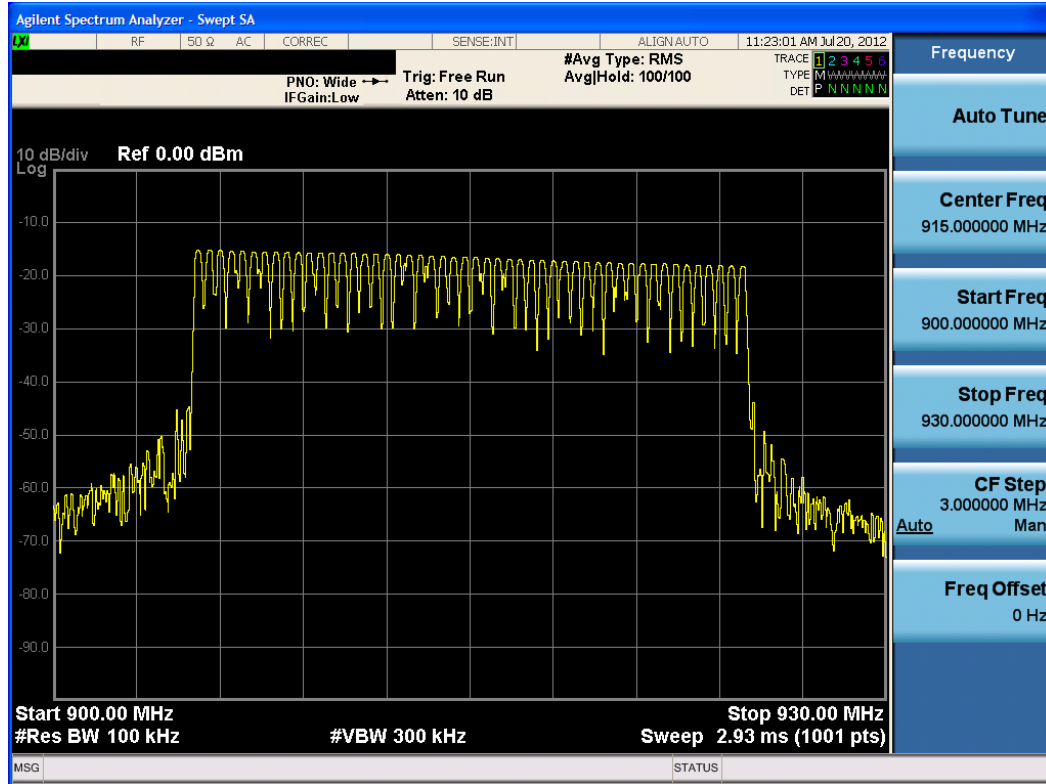 Agilent Spectrum Analyzer - Swept SA
LXI RF 50 Ω AC CORREC SENSE:INT ALIGN AUTO 11:23:01 AM Jul 20, 2012
PNO: Wide
IFGain:Low
Trig: Free Run
Atten: 10 dB
#Avg Type: RMS
Avg|Hold: 100/100
TRACE 1 2 3 4 5 6
TYPE M
DET P N N N N N
10 dB/div Ref 0.00 dBm
Log
-10.0
-20.0
-30.0
-40.0
-50.0
-60.0
-70.0
-80.0
-90.0
Start 900.00 MHz Stop 930.00 MHz
#Res BW 100 kHz #VBW 300 kHz Sweep 2.93 ms (1001 pts)
MSG STATUS
Frequency
Auto Tune
Center Freq
915.000000 MHz
Start Freq
900.000000 MHz
Stop Freq
930.000000 MHz
CF Step
3.000000 MHz
Auto Man
Freq Offset
0 Hz